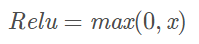 Relu = max(0, x)